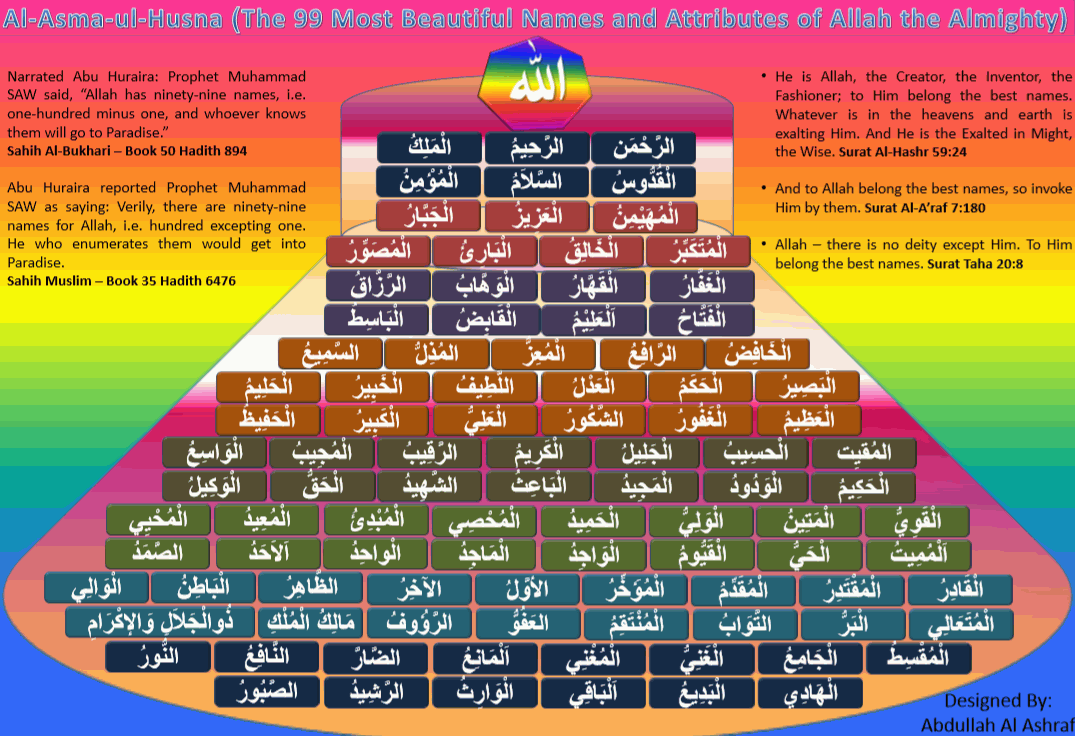 Al-Asma-ul-Husna (The 99 Most Beautiful Names and Attributes of Allah the Almighty)
الله
Narrated Abu Huraira: Prophet Muhammad
SAW said, “Allah has ninety-nine names, i.e.
one-hundred minus one, and whoever knows
them will go to Paradise.”
Sahih Al-Bukhari – Book 50 Hadith 894
Abu Huraira reported Prophet Muhammad
SAW as saying: Verily, there are ninety-nine
names for Allah, i.e. hundred excepting one.
He who enumerates them would get into
Paradise.
Sahih Muslim – Book 35 Hadith 6476
• He is Allah, the Creator, the Inventor, the
Fashioner; to Him belong the best names.
Whatever is in the heavens and earth is
exalting Him. And He is the Exalted in Might,
the Wise. Surat Al-Hashr 59:24
• And to Allah belong the best names, so invoke
Him by them. Surat Al-A’raf 7:180
• Allah – there is no deity except Him. To Him
belong the best names. Surat Taha 20:8
الرَّحْمَن الرَّحِيمُ الْمَلِكُ
الْقُدُّوسُ السَّلَامُ الْمُؤْمِنُ
الْمُهَيْمِنُ الْعَزِيزُ الْجَبَّارُ
الْمُتَكَبِّرُ الْخَالِقُ الْبَارِئُ الْمُصَوِّرُ
الْغَفَّارُ الْقَهَّارُ الْوَهَّابُ الرَّزَّاقُ
الْفَتَّاحُ اَلْعَلِيْمُ الْقَابِضُ الْبَاسِطُ
الْخَافِضُ الرَّافِعُ الْمُعِزُّ المُذِلُّ السَّمِيعُ
الْبَصِيرُ الْحَكَمُ الْعَدْلُ اللَّطِيفُ الْخَبِيرُ الْحَلِيمُ
الْعَظِيمُ الْغَفُورُ الشَّكُورُ الْعَلِيُّ الْكَبِيرُ الْحَفِيظُ
المُقيِت الْحسِيبُ الْجَلِيلُ الْكَرِيمُ الرَّقِيبُ الْمُجِيبُ الْوَاسِعُ
الْحَكِيمُ الْوَدُودُ الْمَجِيدُ الْبَاعِثُ الشَّهِيدُ الْحَقُّ الْوَكِيلُ
الْقَوِيُّ الْمَتِينُ الْوَلِيُّ الْحَمِيدُ الْمُحْصِي الْمُبْدِئُ الْمُعِيدُ الْمُحْيِي
اَلْمُمِيتُ الْحَيُّ الْقَيُّومُ الْوَاجِدُ الْمَاجِدُ الْواحِدُ اَلاَحَدُ الصَّمَدُ
الْقَادِرُ الْمُقْتَدِرُ الْمُقَدِّمُ الْمُؤَخِّرُ الأوَّلُ الآخِرُ الظَّاهِرُ الْبَاطِنُ الْوَالِي
الْمُتَعَالِي الْبَرُّ التَّوَابُ الْمُنْتَقِمُ العَفُوُّ الرَّؤُوفُ مَالِكُ الْمُلْكِ ذُوالْجَلاَلِ وَالإكْرَامِ
الْمُقْسِطُ الْجَامِعُ الْغَنِيُّ الْمُغْنِي اَلْمَانِعُ الضَّارَّ النَّافِعُ النُّورُ
الْهَادِي الْبَدِيعُ اَلْبَاقِي الْوَارِثُ الرَّشِيدُ الصَّبُورُ
Designed By:
Abdullah Al Ashraf